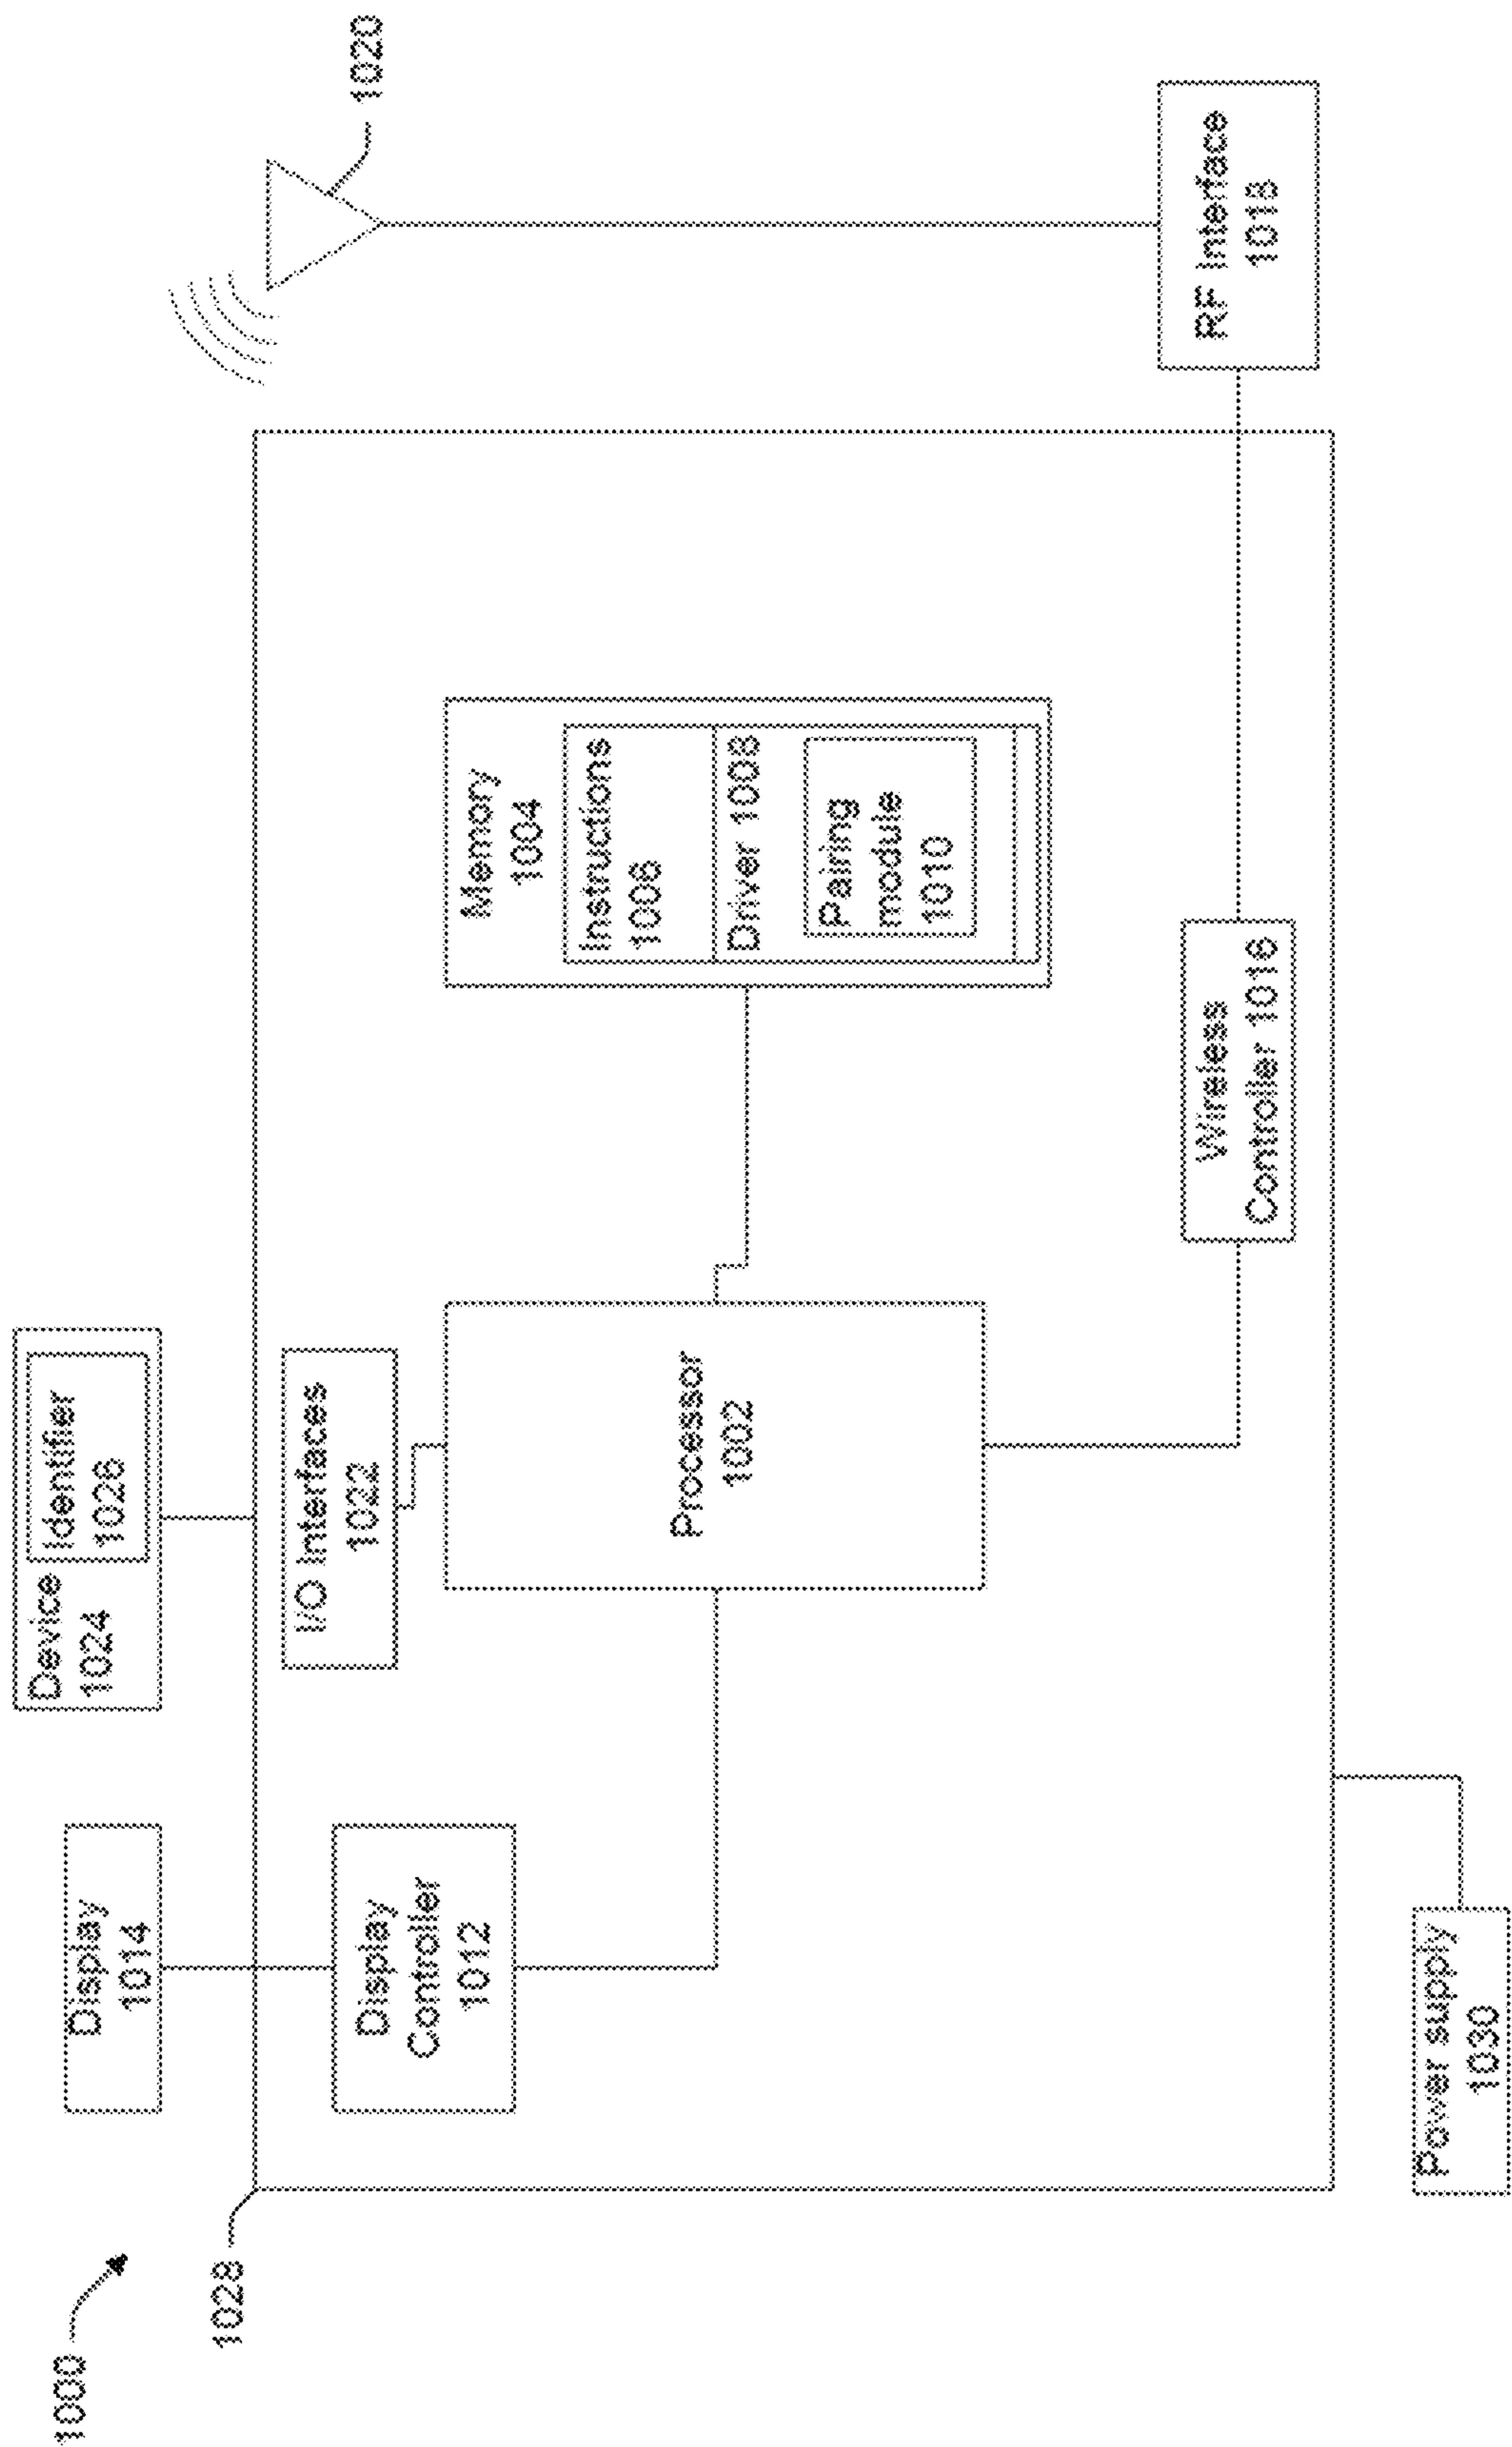 1000
Display
1014
Device
1024
Identifier
1026
1028
I/O Interfaces
1022
1020
Display
Controller
1012
Processor
1002
Memory
1004
Instructions
1006
Driver 1008
Pairing
module
1010
Wireless
Controller 1016
RF Interface
1018
Power supply
1030